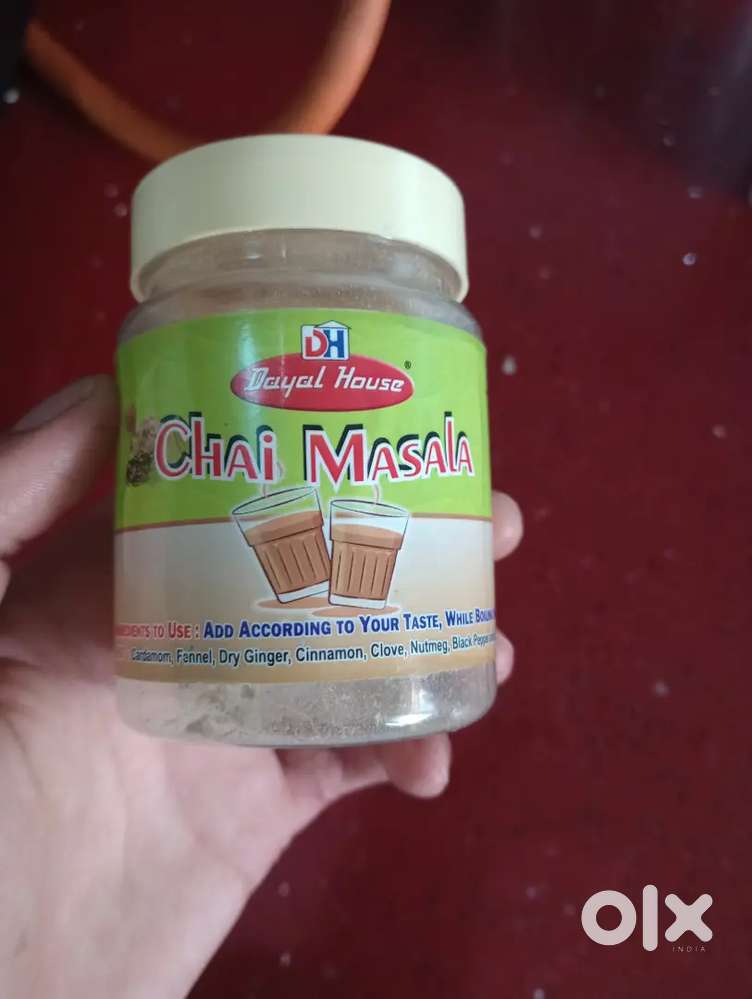 DH
Dayal House®
Chai Masala
to Use : Add According to Your Taste, While
Cardamom, Fennel, Dry Ginger, Cinnamon, Clove, Nutmeg, Black Pepper
olx
INDIA